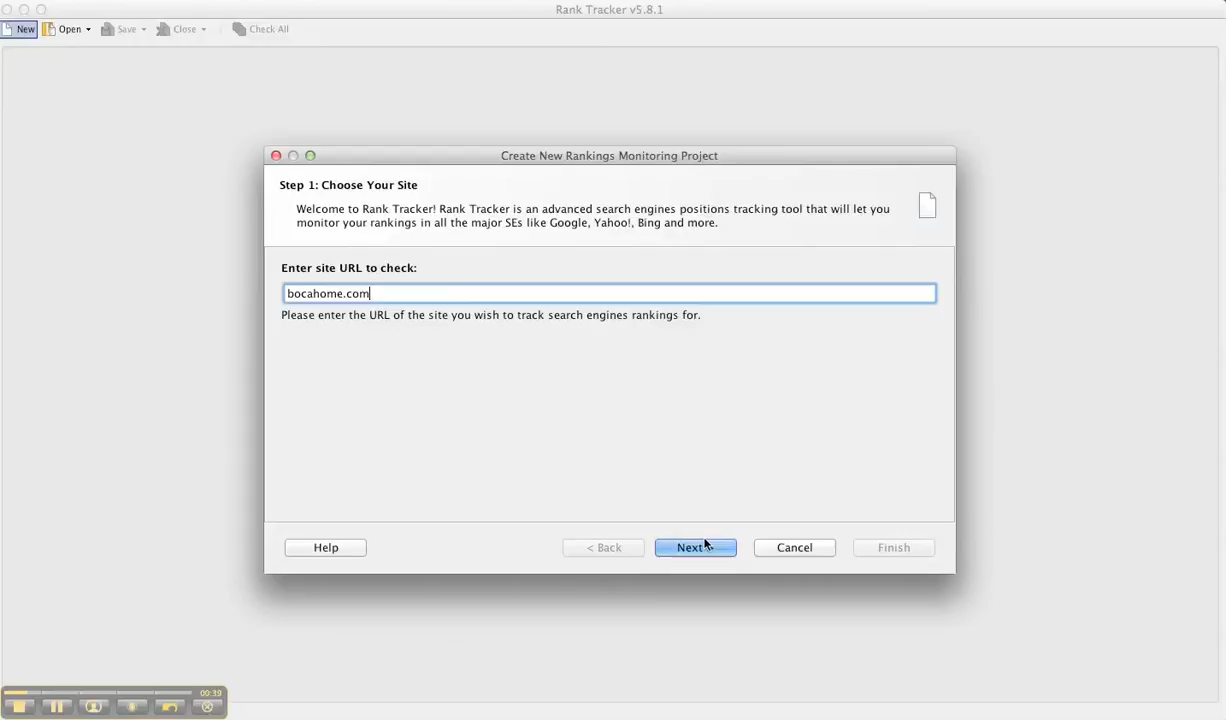 Rank Tracker v5.8.1
New Open Save Close Check All
Create New Rankings Monitoring Project
Step 1: Choose Your Site
Welcome to Rank Tracker! Rank Tracker is an advanced search engines positions tracking tool that will let you
monitor your rankings in all the major SEs like Google, Yahoo!, Bing and more.
Enter site URL to check:
bocahome.com
Please enter the URL of the site you wish to track search engines rankings for.
Help < Back Next Cancel Finish
00:39